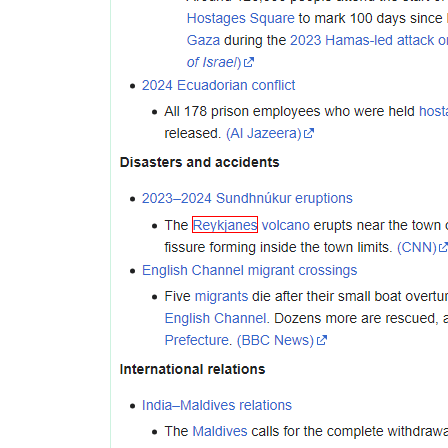 Hostages Square to mark 100 days since
Gaza during the 2023 Hamas-led attack
of Israel)
2024 Ecuadorian conflict
All 178 prison employees who were held
released. (Al Jazeera)
Disasters and accidents
2023–2024 Sundhnúkur eruptions
The Reykjanes volcano erupts near the town
fissure forming inside the town limits. (CNN)
English Channel migrant crossings
Five migrants die after their small boat
English Channel. Dozens more are rescued,
Prefecture. (BBC News)
International relations
India–Maldives relations
The Maldives calls for the complete